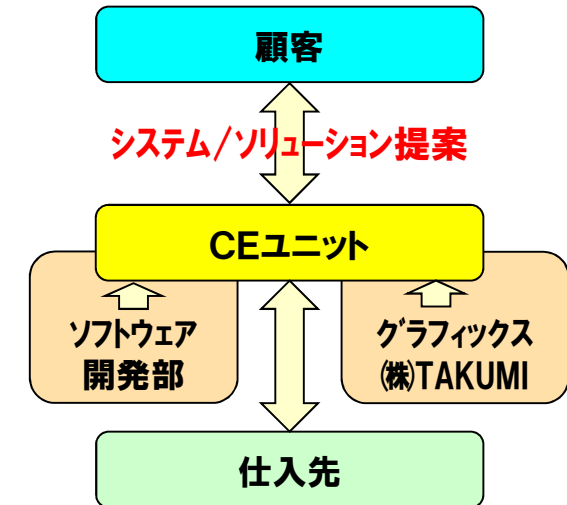 顧客
システム/ソリューション提案
CEユニット
ソフトウェア
開発部
グラフィックス
㈱TAKUMI
仕入先